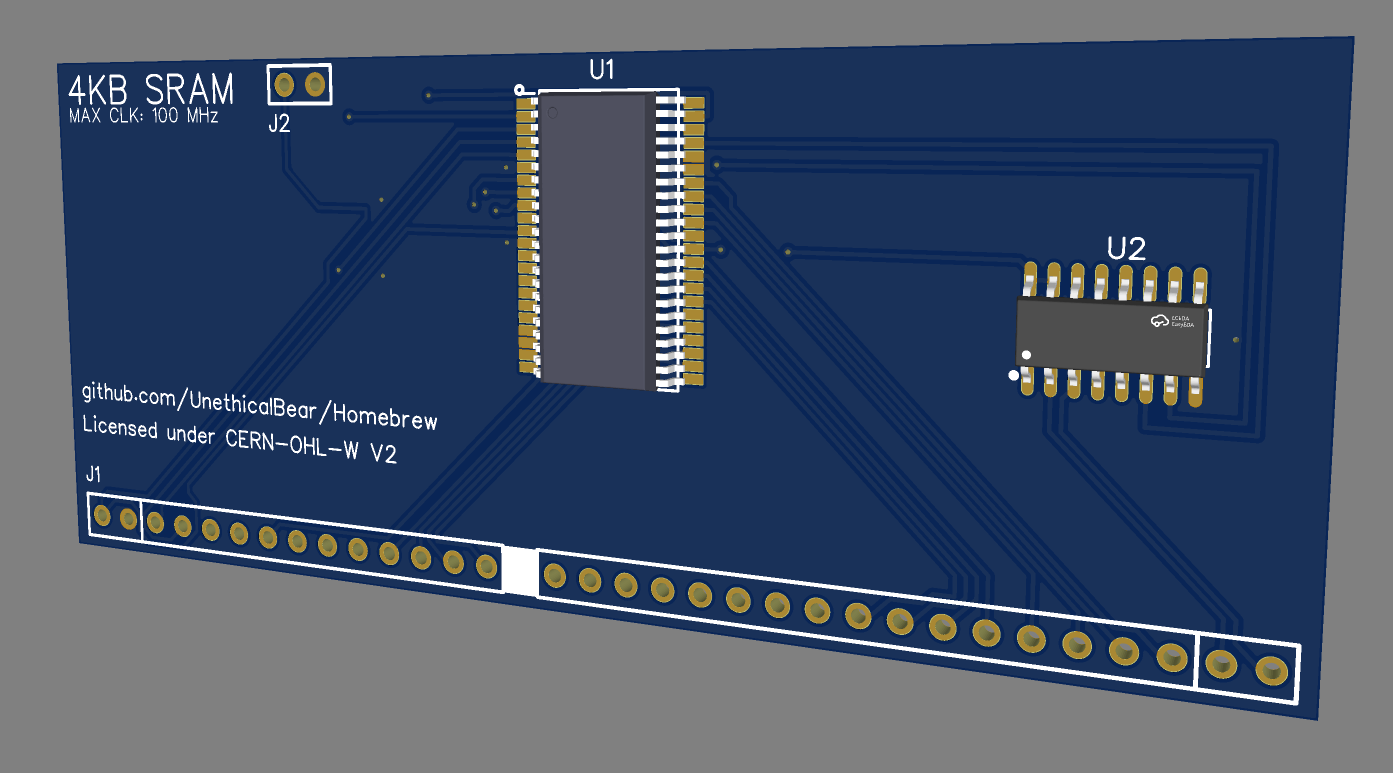 4KB SRAM
MAX CLK: 100 MHz
J2
U1
U2
EasyEDA
github.com/UnethicalBear/Homebrew
Licensed under CERN-OHL-W V2
J1